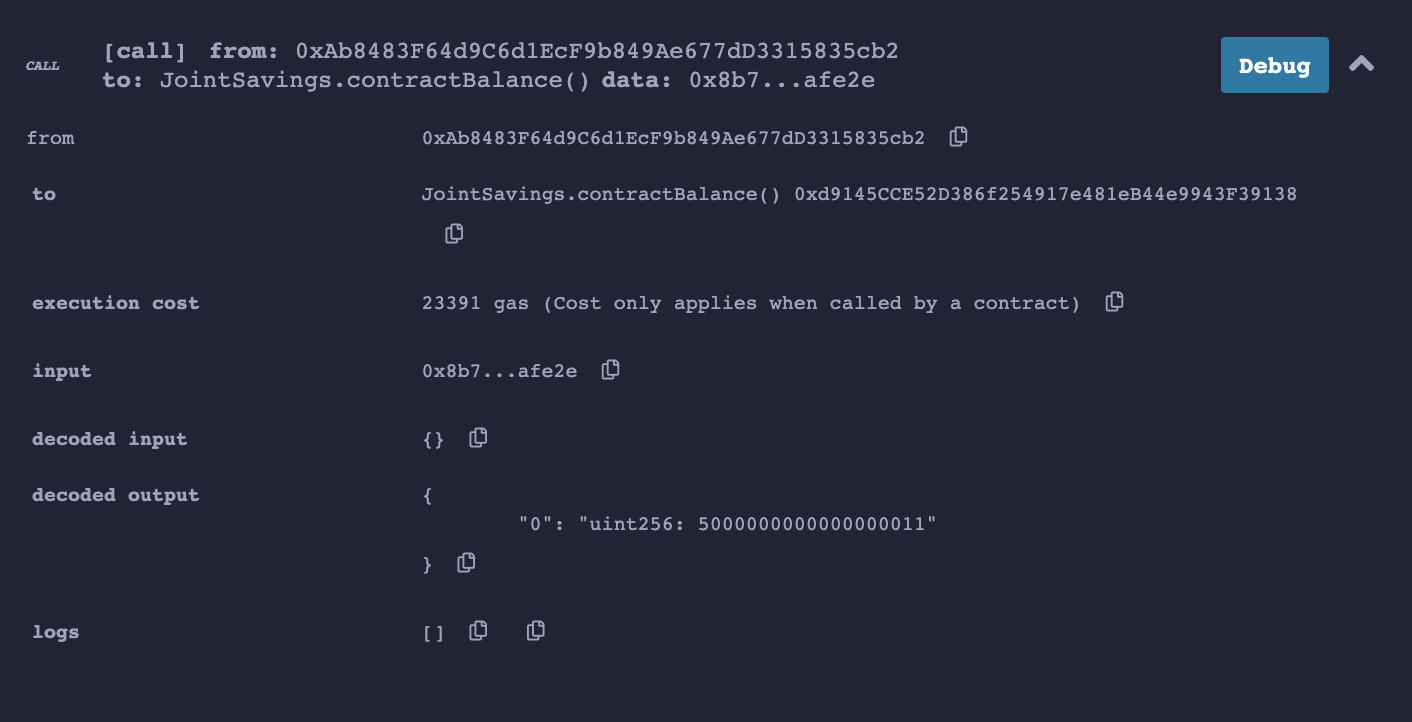 CALL
[call] from: 0xAb8483F64d9C6d1EcF9b849Ae677dD3315835cb2
to: JointSavings.contractBalance() data: 0x8b7...afe2e
Debug
from 0xAb8483F64d9C6d1EcF9b849Ae677dD3315835cb2
to JointSavings.contractBalance() 0xd9145CCE52D386f254917e481eB44e9943F39138
execution cost 23391 gas (Cost only applies when called by a contract)
input 0x8b7...afe2e
decoded input {}
decoded output {
"0": "uint256: 5000000000000000011"
}
logs []